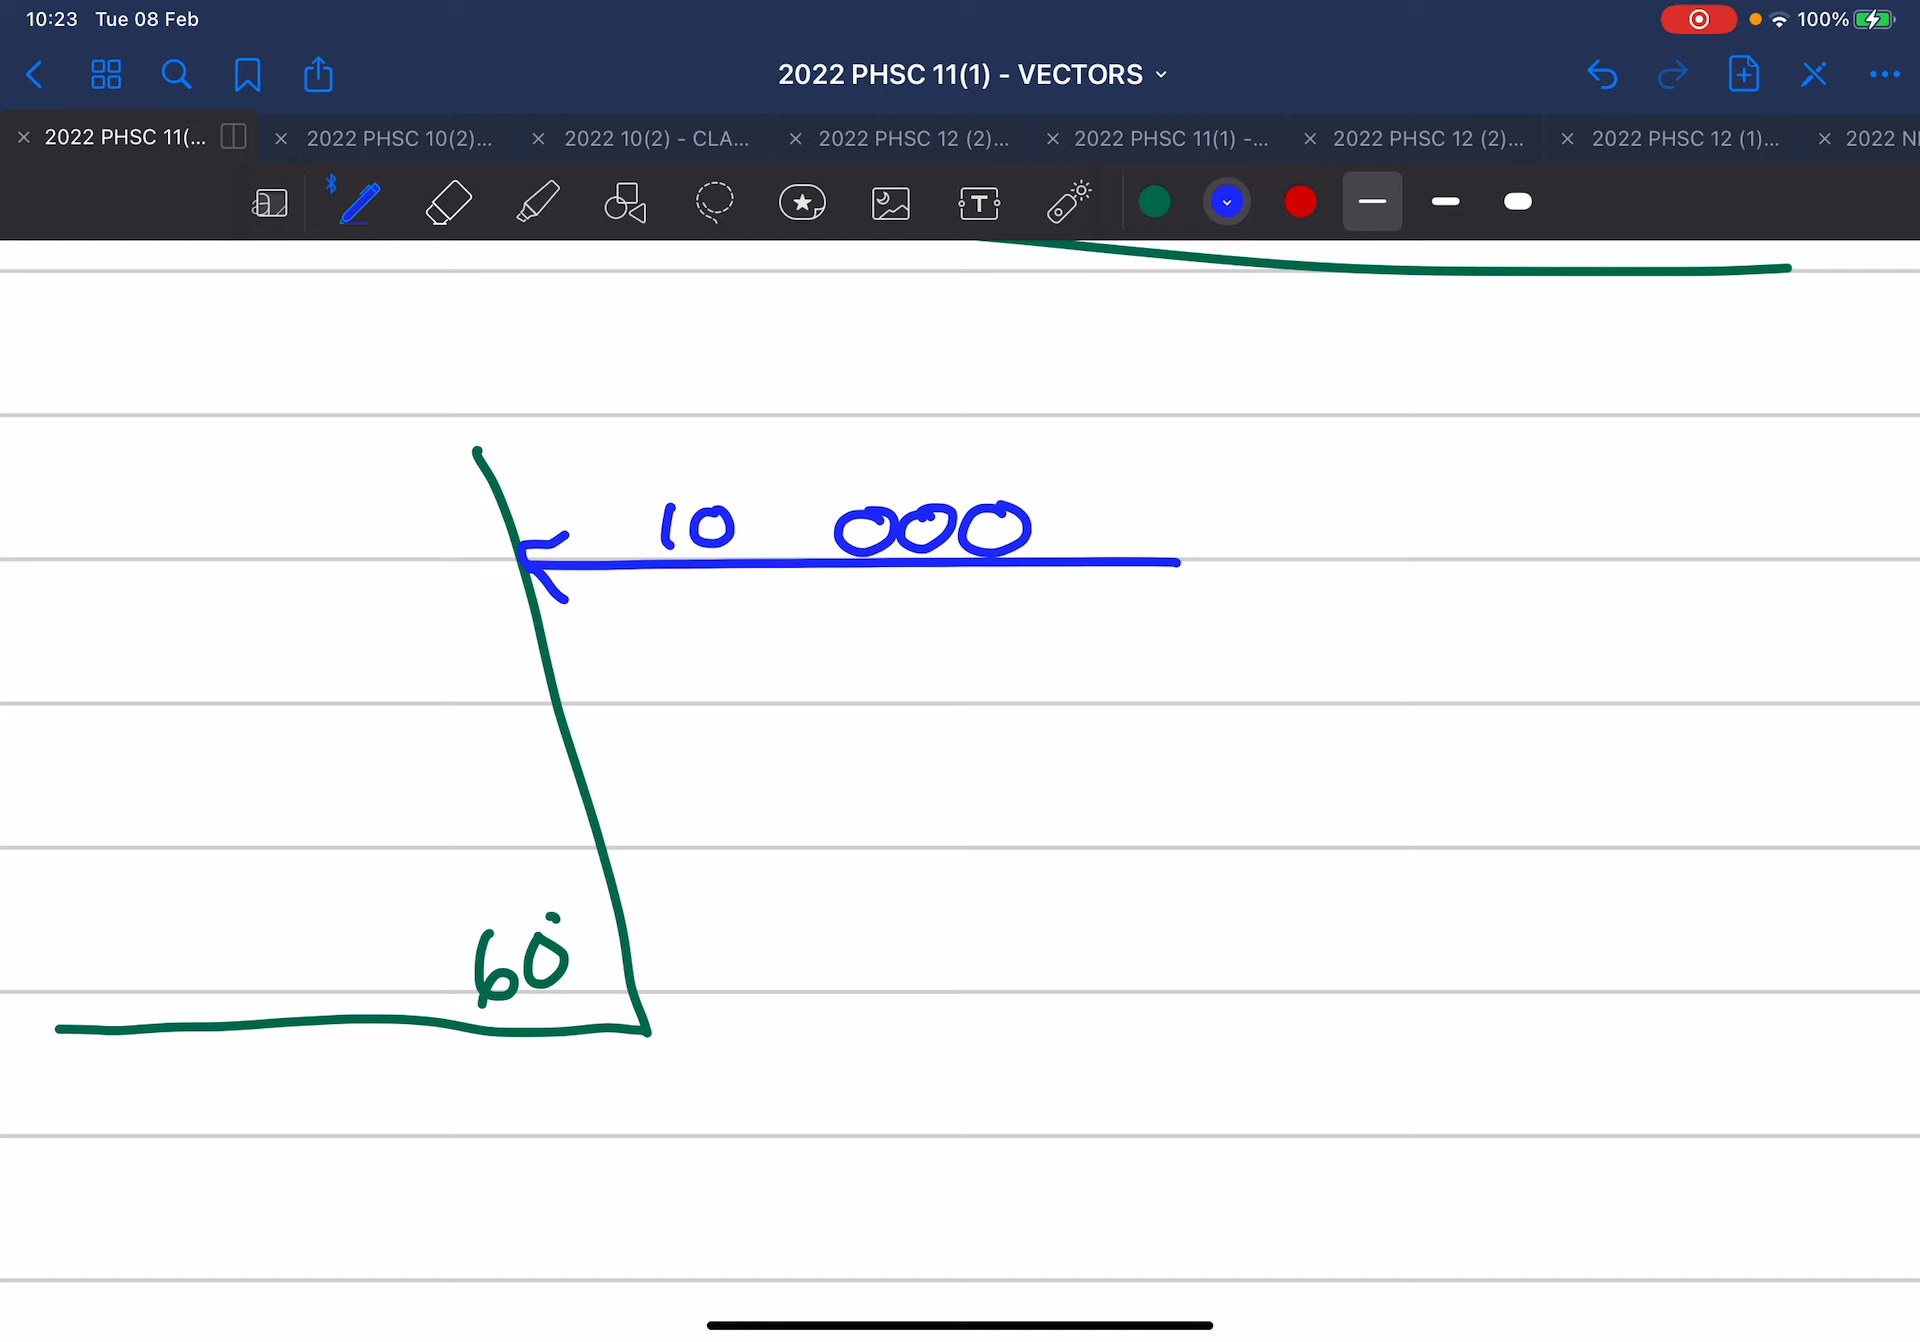 10:23 Tue 08 Feb
100%
2022 PHSC 11(1) - VECTORS
2022 PHSC 11(...
2022 PHSC 10(2)...
2022 10(2) - CLA...
2022 PHSC 12 (2)...
2022 PHSC 11(1) -...
2022 PHSC 12 (2)...
2022 PHSC 12 (1)...
2022 N
T
10 000
60°